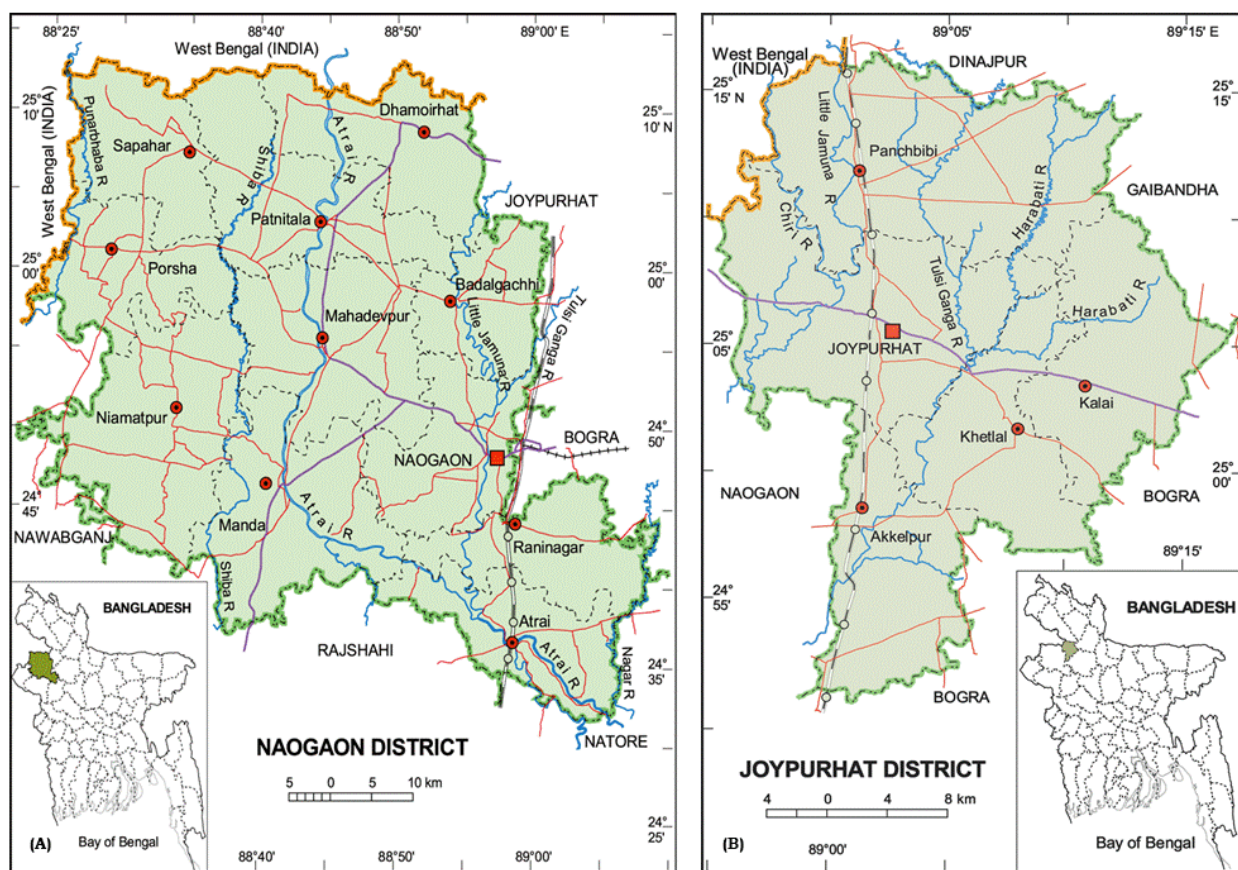 88°25' 88°40' 88°50' 89°00' E
West Bengal (INDIA)
25°
10'
25°
10' N
West Bengal (INDIA)
Punarbhaba R
Sapahar
Shiba R
Atrai R
Dhamoirhat
Patnitala
JOYPURHAT
25°
00'
Porsha
25°
00'
Badalgachhi
Mahadevpur
Little Jamuna R
Tulsi Ganga R
Niamatpur
24°
50'
BOGRA
NAOGAON
24°
45'
Manda
Atrai R
NAWABGANJ
Raninagar
Shiba R
BANGLADESH
Atrai
RAJSHAHI
Atrai R
Nagar R
24°
35'
NATORE
NAOGAON DISTRICT
5 0 5 10 km
24°
25'
(A)
Bay of Bengal
88°40' 88°50' 89°00'
89°05' 89°15' E
West Bengal
(INDIA)
DINAJPUR
25°
15' N
25°
15'
Little Jamuna R
Panchbibi
Chiri R
Harabati R
GAIBANDHA
Tulsi Ganga R
Harabati R
25°
05'
JOYPURHAT
Kalai
Khetlal
25°
00'
NAOGAON
BOGRA
Akkelpur
89°15'
24°
55'
BANGLADESH
BOGRA
JOYPURHAT DISTRICT
4 0 4 8 km
(B)
Bay of Bengal
89°00'